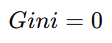 Gini = 0